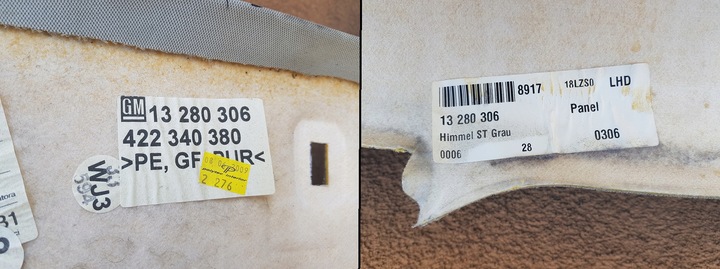 GM 13 280 306
422 340 380
>PE, GF-PUR<
2 276
WJ3
31
8917 18LZS0 LHD
13 280 306 Panel
Himmel ST Grau
0006 28 0306